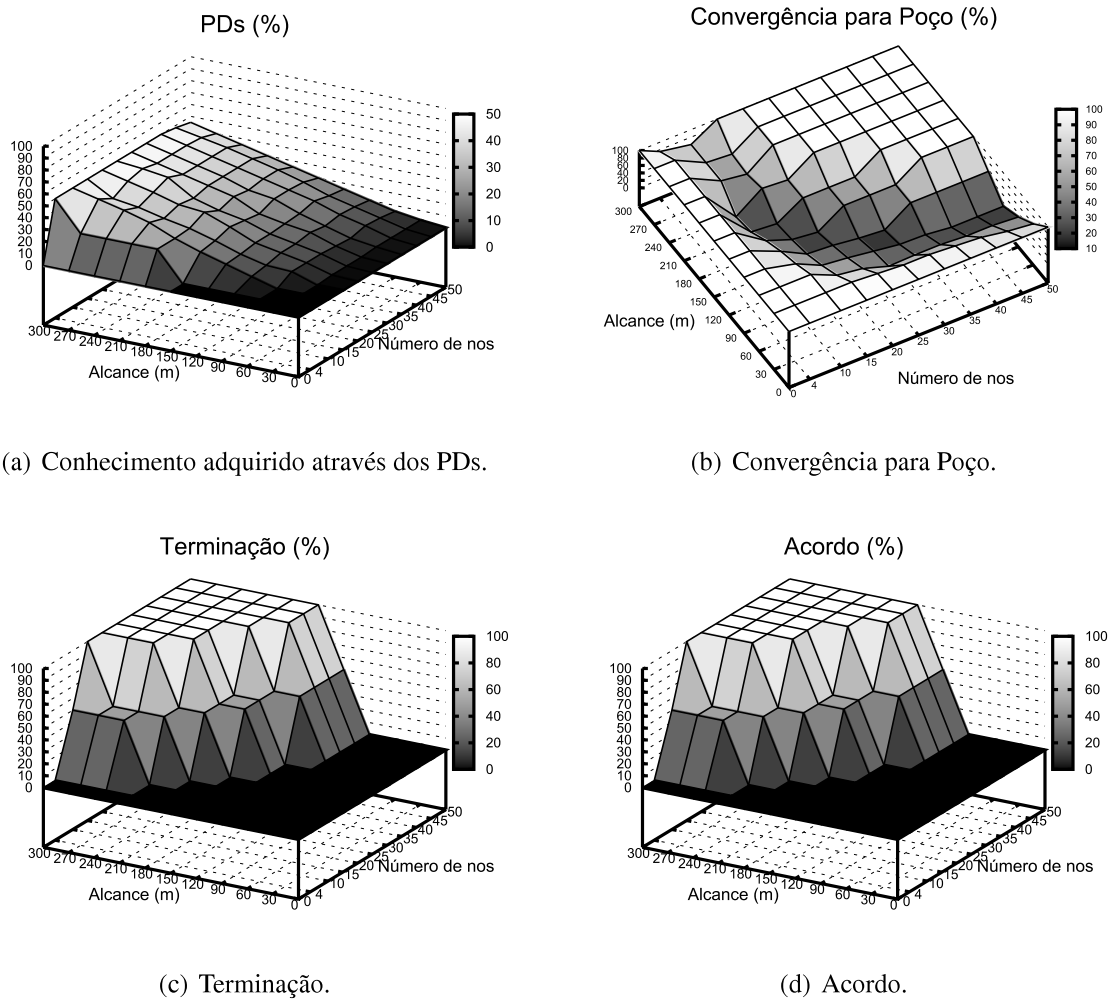 PDs (%)
100
90
80
70
60
50
40
30
20
10
0
50
40
30
20
10
0
300 270 240 210 180 150 120 90 60 30 0
Alcance (m)
0 4 10 15 20 25 30 35 40 45 50
Número de nos
(a) Conhecimento adquirido através dos PDs.
Convergência para Poço (%)
100
80
60
40
20
0
100
90
80
70
60
50
40
30
20
10
300 270 240 210 180 150 120 90 60 30 0
Alcance (m)
0 4 10 15 20 25 30 35 40 45 50
Número de nos
(b) Convergência para Poço.
Terminação (%)
100
90
80
70
60
50
40
30
20
10
0
100
80
60
40
20
0
300 270 240 210 180 150 120 90 60 30 0
Alcance (m)
0 4 10 15 20 25 30 35 40 45 50
Número de nos
(c) Terminação.
Acordo (%)
100
90
80
70
60
50
40
30
20
10
0
100
80
60
40
20
0
300 270 240 210 180 150 120 90 60 30 0
Alcance (m)
0 4 10 15 20 25 30 35 40 45 50
Número de nos
(d) Acordo.